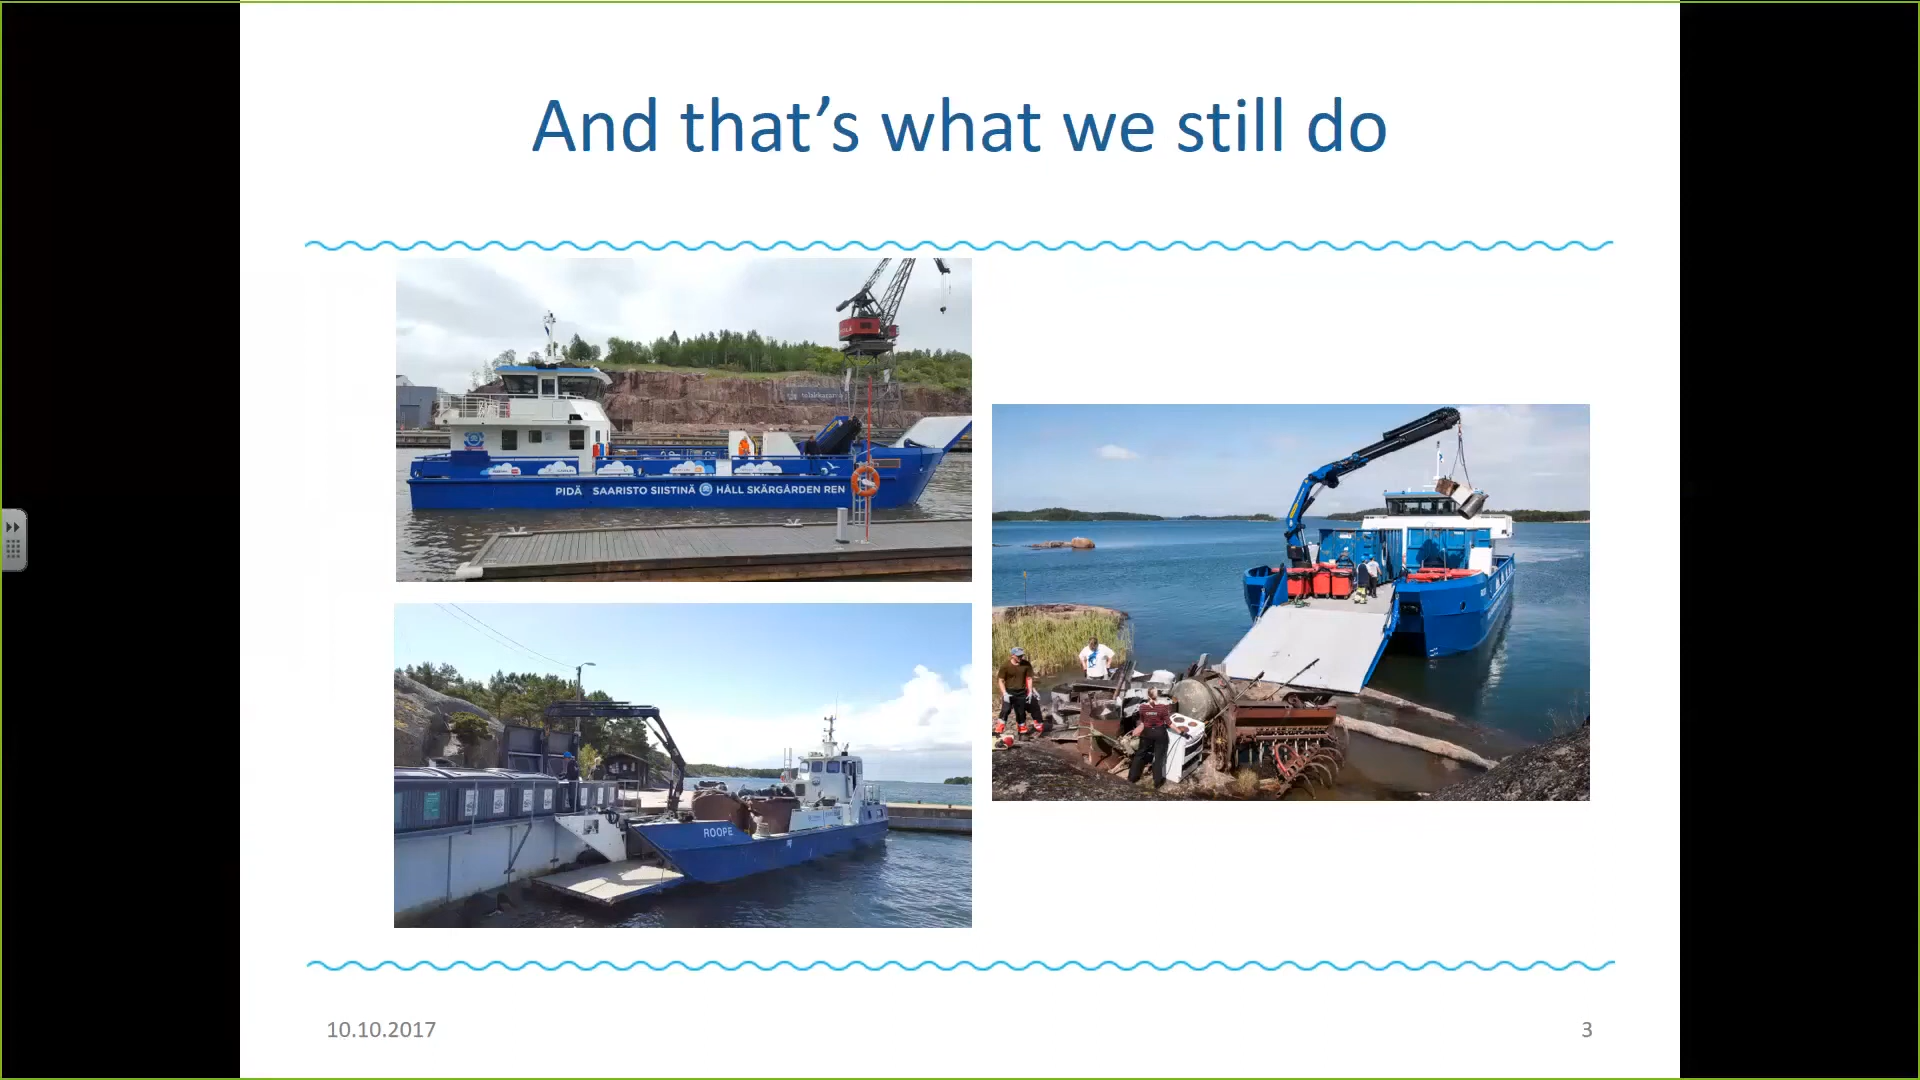 And that’s what we still do
PIDÄ SAARISTO SIISTINÄ HÅLL SKÄRGÅRDEN REN
ROOPE
10.10.2017
3